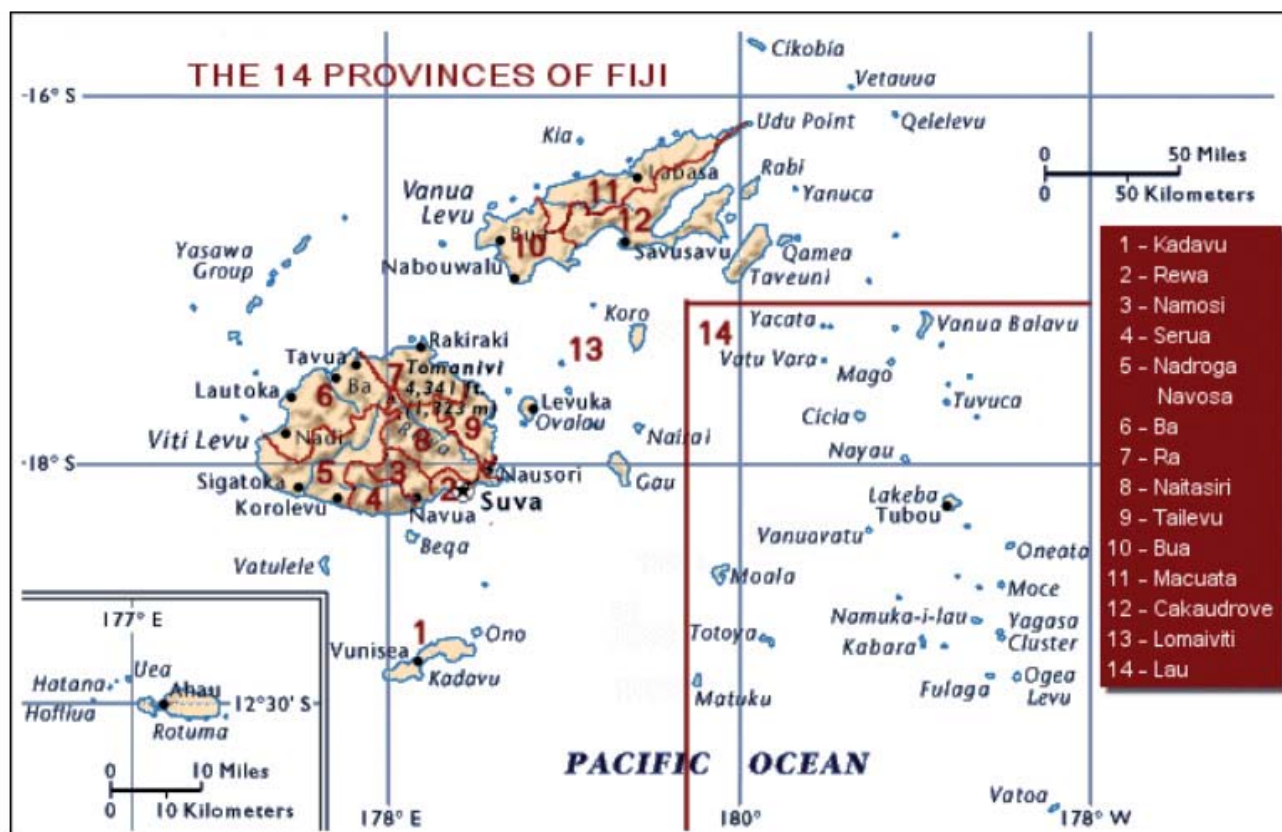 THE 14 PROVINCES OF FIJI
Cikobia
Vetauua
-16° S
Kia
Udu Point
Qelelevu
0 50 Miles
0 50 Kilometers
Labasa
Rabi
Yanuca
Vanua
Levu
11
12
Bua
10
Savusavu
Qamea
Yasawa
Group
Nabouwalu
Taveuni
Koro
14
Yacata
Vanua Balavu
Rakiraki
13
Tavua
7
Tomanivi
4,341 ft.
(1,323 m)
Vatu Vara
Mago
Lautoka
6
Ba
Levuka
Ovalau
Cicia
Tuvuca
Viti Levu
Nadi
8
9
Nairai
Nayau
-18° S
Sigatoka
5
3
Nausori
Gau
Korolevu
4
2
Suva
Navua
Lakeba
Tubou
Beqa
Vanuavatu
Oneata
Vatulele
Moala
Moce
Namuka-i-lau
Yagasa
Cluster
1
Ono
Totoya
Kabara
Vunisea
Kadavu
Matuku
Fulaga
Ogea
Levu
PACIFIC OCEAN
Vatoa
178° E
180°
178° W
177° E
Uea
Hatana
Ahau
12°30' S
Rotuma
0 10 Miles
0 10 Kilometers
1 - Kadavu
2 - Rewa
3 - Namosi
4 - Serua
5 - Nadroga
Navosa
6 - Ba
7 - Ra
8 - Naitasiri
9 - Tailevu
10 - Bua
11 - Macuata
12 - Cakaudrove
13 - Lomaiviti
14 - Lau